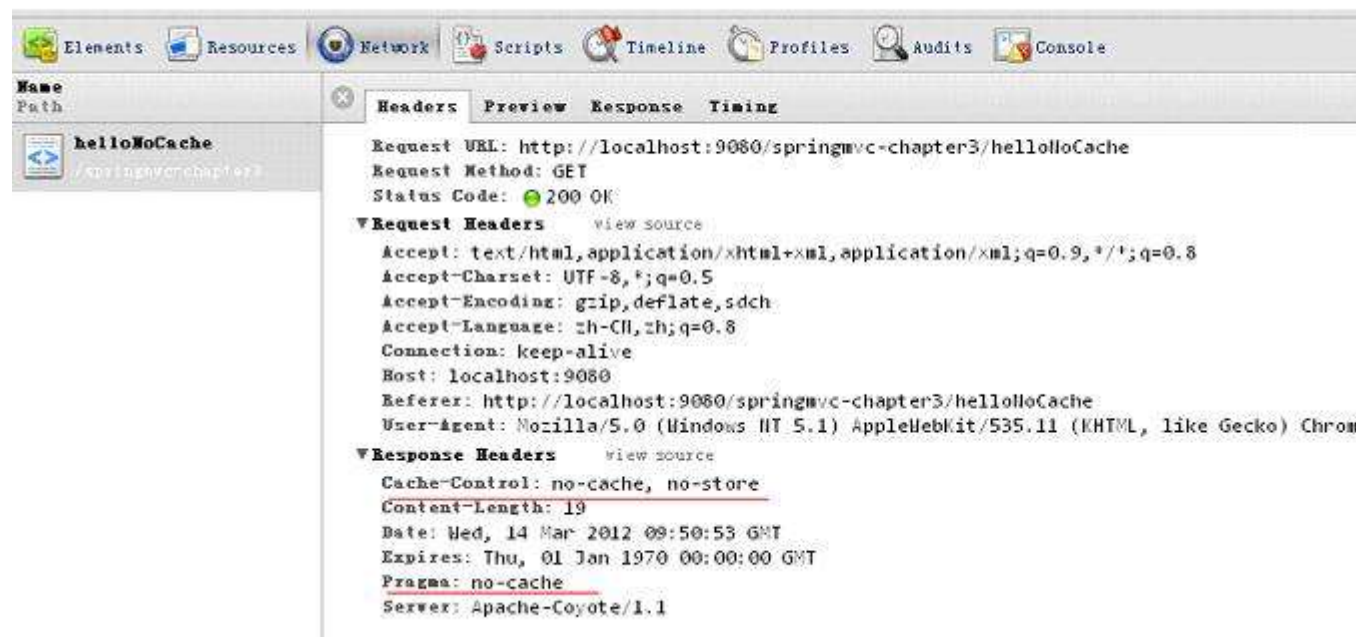 Elements Resources Network Scripts Timeline Profiles Audits Console
Name
Path
Headers Preview Response Timing
helloNoCache
/springmvc-chapter3
Request URL: http://localhost:9080/springmvc-chapter3/helloNoCache
Request Method: GET
Status Code: 200 OK
▼Request Headers view source
Accept: text/html,application/xhtml+xml,application/xml;q=0.9,*/*;q=0.8
Accept-Charset: UTF-8,*;q=0.5
Accept-Encoding: gzip,deflate,sdch
Accept-Language: zh-CN,zh;q=0.8
Connection: keep-alive
Host: localhost:9080
Referer: http://localhost:9080/springmvc-chapter3/helloNoCache
User-Agent: Mozilla/5.0 (Windows NT 5.1) AppleWebKit/535.11 (KHTML, like Gecko) Chrom
▼Response Headers view source
Cache-Control: no-cache, no-store
Content-Length: 19
Date: Wed, 14 Mar 2012 09:50:53 GMT
Expires: Thu, 01 Jan 1970 00:00:00 GMT
Pragma: no-cache
Server: Apache-Coyote/1.1